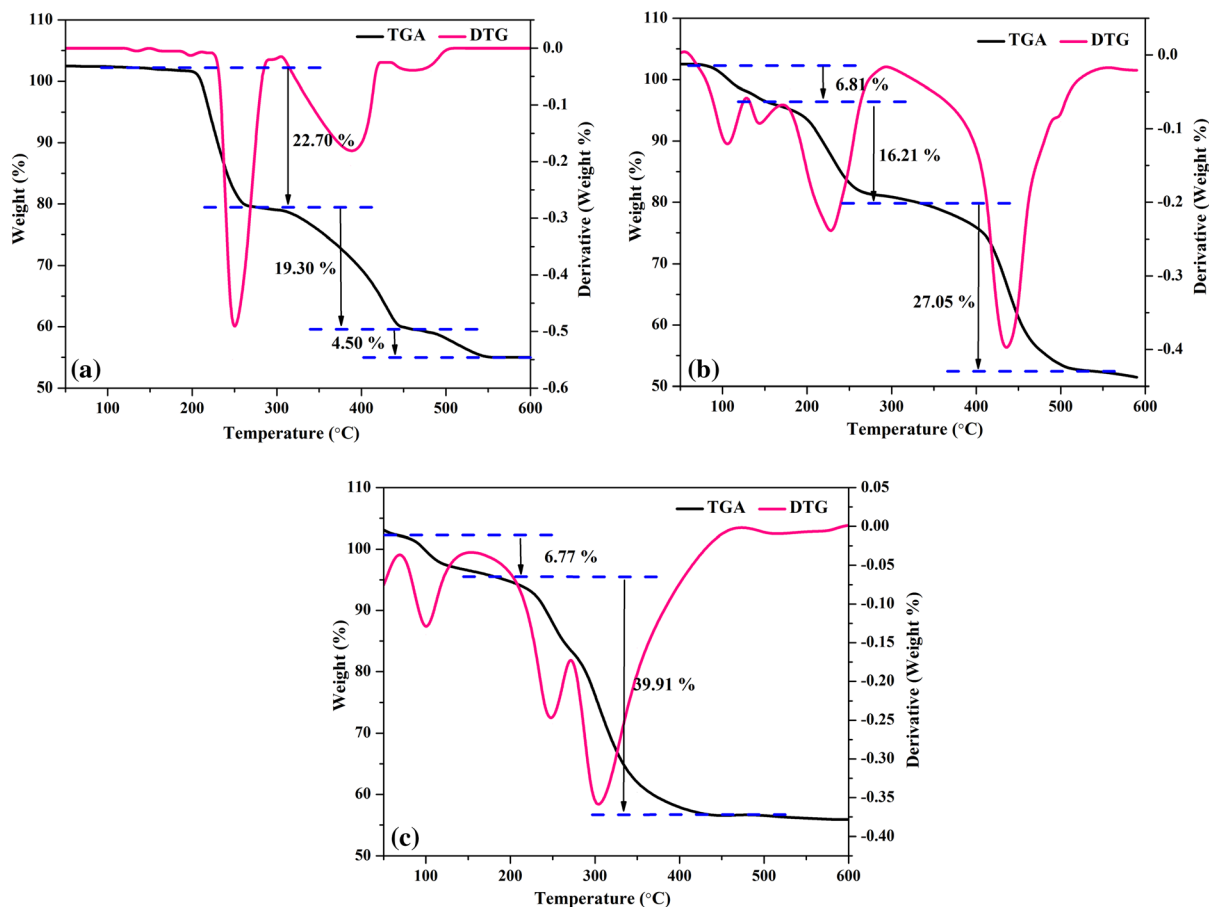 110
100
90
80
70
60
50
Weight (%)
TGA DTG
22.70 %
19.30 %
4.50 %
(a)
0.0
-0.1
-0.2
-0.3
-0.4
-0.5
-0.6
Derivative (Weight %)
100 200 300 400 500 600
Temperature (°C)
110
100
90
80
70
60
50
Weight (%)
TGA DTG
6.81 %
16.21 %
27.05 %
(b)
0.0
-0.1
-0.2
-0.3
-0.4
Derivative (Weight %)
100 200 300 400 500 600
Temperature (°C)
110
100
90
80
70
60
50
Weight (%)
TGA DTG
6.77 %
39.91 %
(c)
0.05
0.00
-0.05
-0.10
-0.15
-0.20
-0.25
-0.30
-0.35
-0.40
Derivative (Weight %)
100 200 300 400 500 600
Temperature (°C)